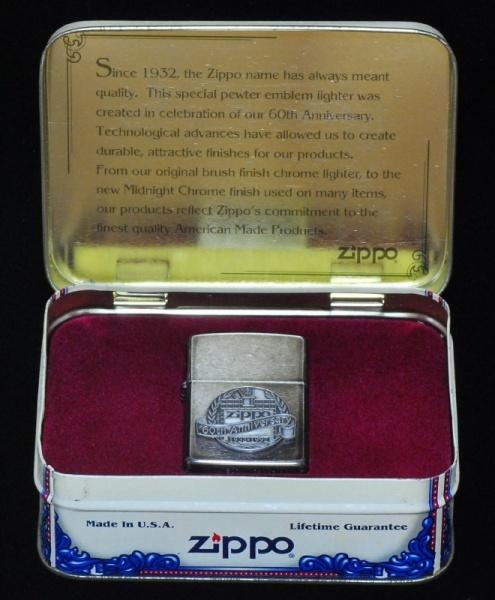 Since 1932, the Zippo name has always meant
quality. This special pewter emblem lighter was
created in celebration of our 60th Anniversary.
Technological advances have allowed us to create
durable, attractive finishes for our products.
From our original brush finish chrome lighter, to the
new Midnight Chrome finish used on many items,
our products reflect Zippo's commitment to the
finest quality American Made Products.
zippo
zippo
60th Anniversary
1932-1992
Made In U.S.A.
Lifetime Guarantee
zippo®